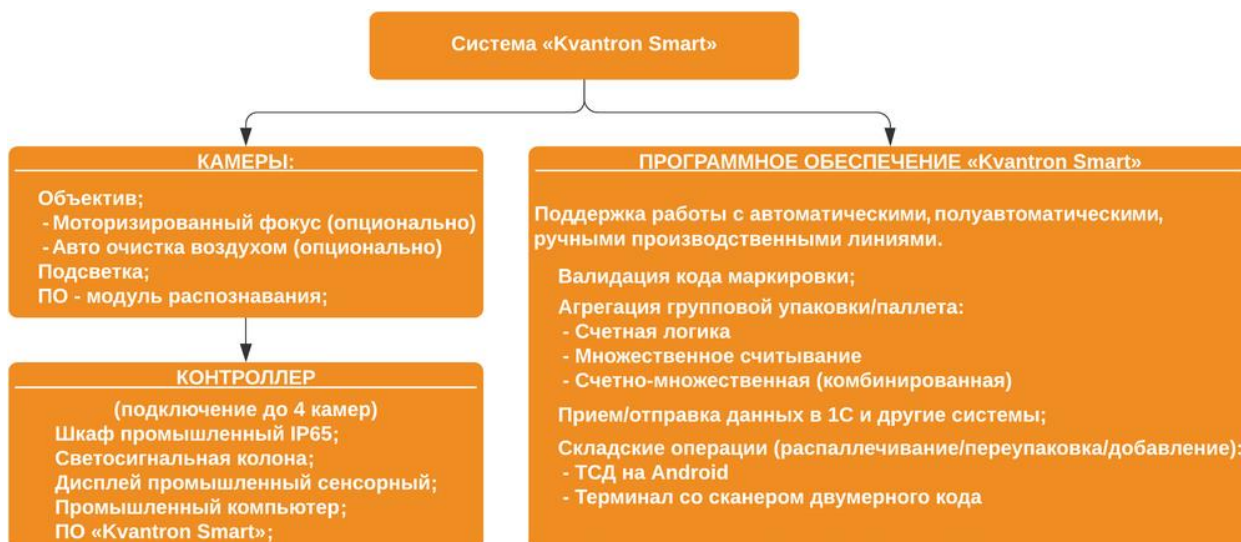 Система «Kvantron Smart»
КАМЕРЫ:
Объектив;
- Моторизированный фокус (опционально)
- Авто очистка воздухом (опционально)
Подсветка;
ПО - модуль распознавания;
КОНТРОЛЛЕР
(подключение до 4 камер)
Шкаф промышленный IP65;
Светосигнальная колона;
Дисплей промышленный сенсорный;
Промышленный компьютер;
ПО «Kvantron Smart»;
ПРОГРАММНОЕ ОБЕСПЕЧЕНИЕ «Kvantron Smart»
Поддержка работы с автоматическими, полуавтоматическими,
ручными производственными линиями.
Валидация кода маркировки;
Агрегация групповой упаковки/паллета:
- Счетная логика
- Множественное считывание
- Счетно-множественная (комбинированная)
Прием/отправка данных в 1С и другие системы;
Складские операции (распаллечивание/переупаковка/добавление):
- ТСД на Android
- Терминал со сканером двумерного кода